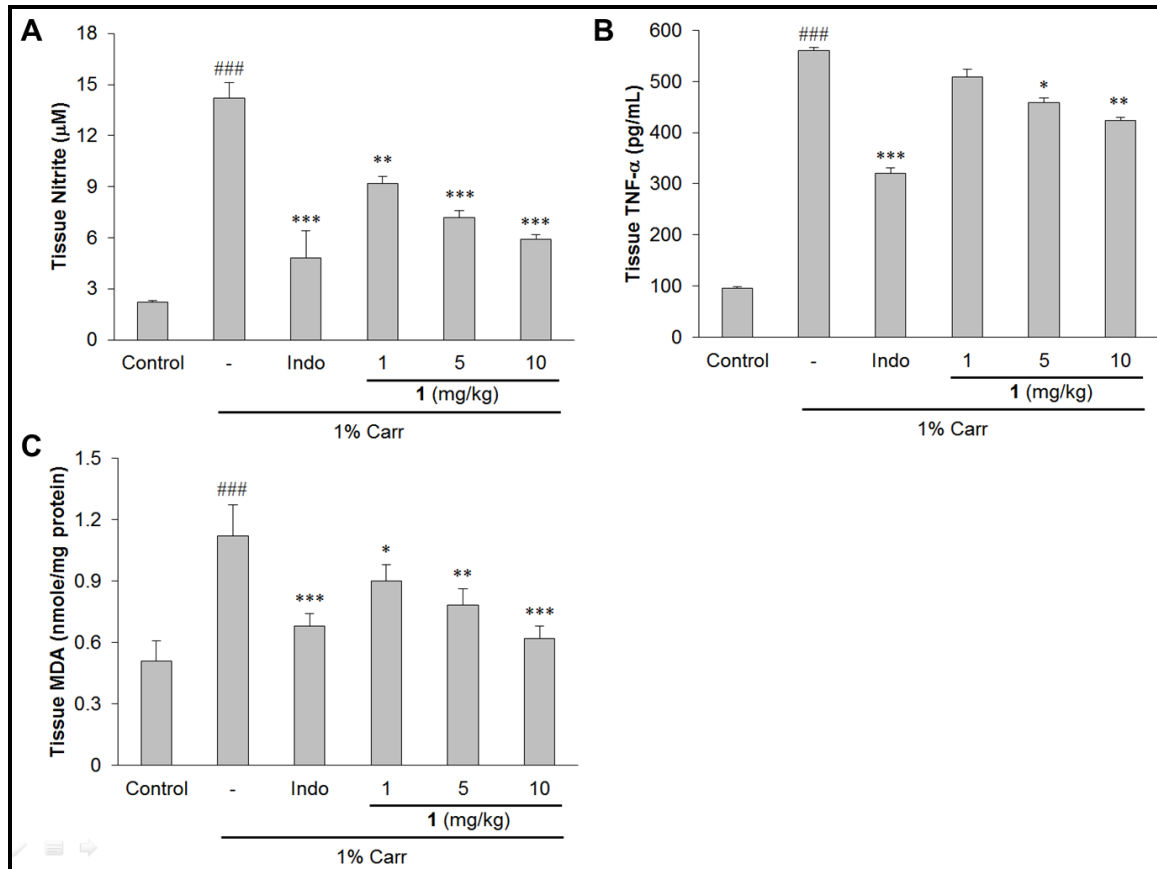 A
Tissue Nitrite (μM)
18
15
12
9
6
3
0
###
***
**
***
***
Control - Indo 1 5 10
1 (mg/kg)
1% Carr
B
Tissue TNF-α (pg/mL)
600
500
400
300
200
100
0
###
***
*
**
Control - Indo 1 5 10
1 (mg/kg)
1% Carr
C
Tissue MDA (nmole/mg protein)
1.5
1.2
0.9
0.6
0.3
0
###
***
*
**
***
Control - Indo 1 5 10
1 (mg/kg)
1% Carr